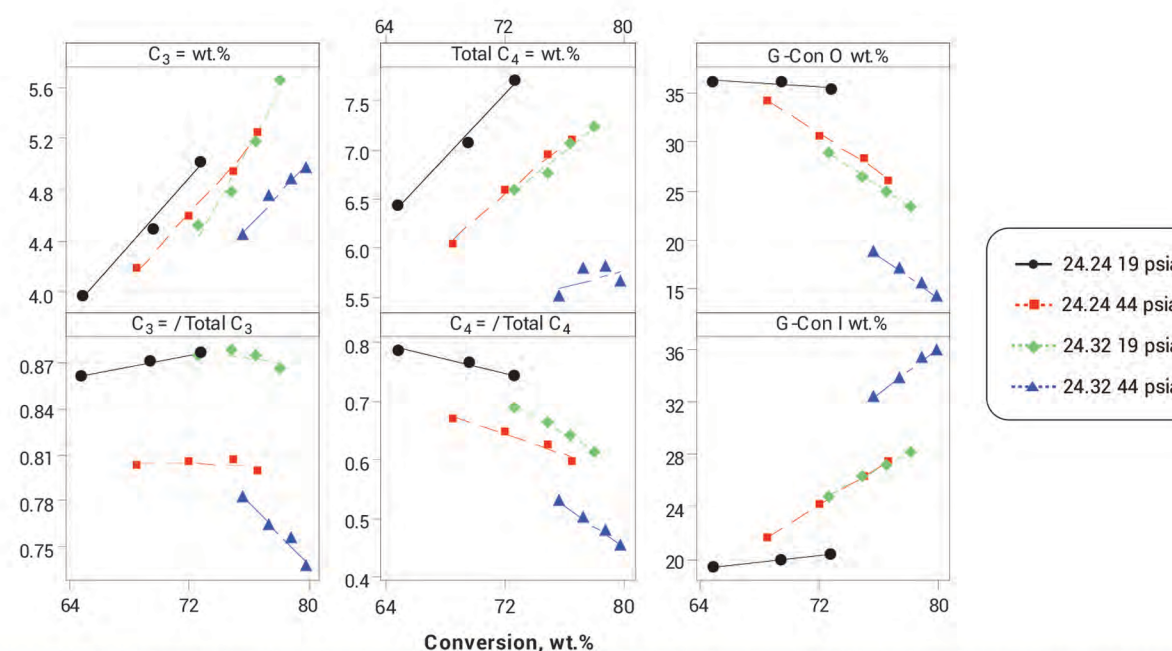 64 72 80
C3 = wt.% Total C4 = wt.% G-Con O wt.%
5.6 7.5 35
5.2 7.0 30
4.8 6.5 25
4.4 6.0 20
4.0 5.5 15
C3 = / Total C3 C4 = / Total C4 G-Con I wt.%
0.87 0.8 36
0.84 0.7 32
0.81 0.6 28
0.78 0.5 24
0.75 0.4 20
64 72 80 64 72 80 64 72 80
Conversion, wt.%
24.24 19 psia
24.24 44 psia
24.32 19 psia
24.32 44 psia